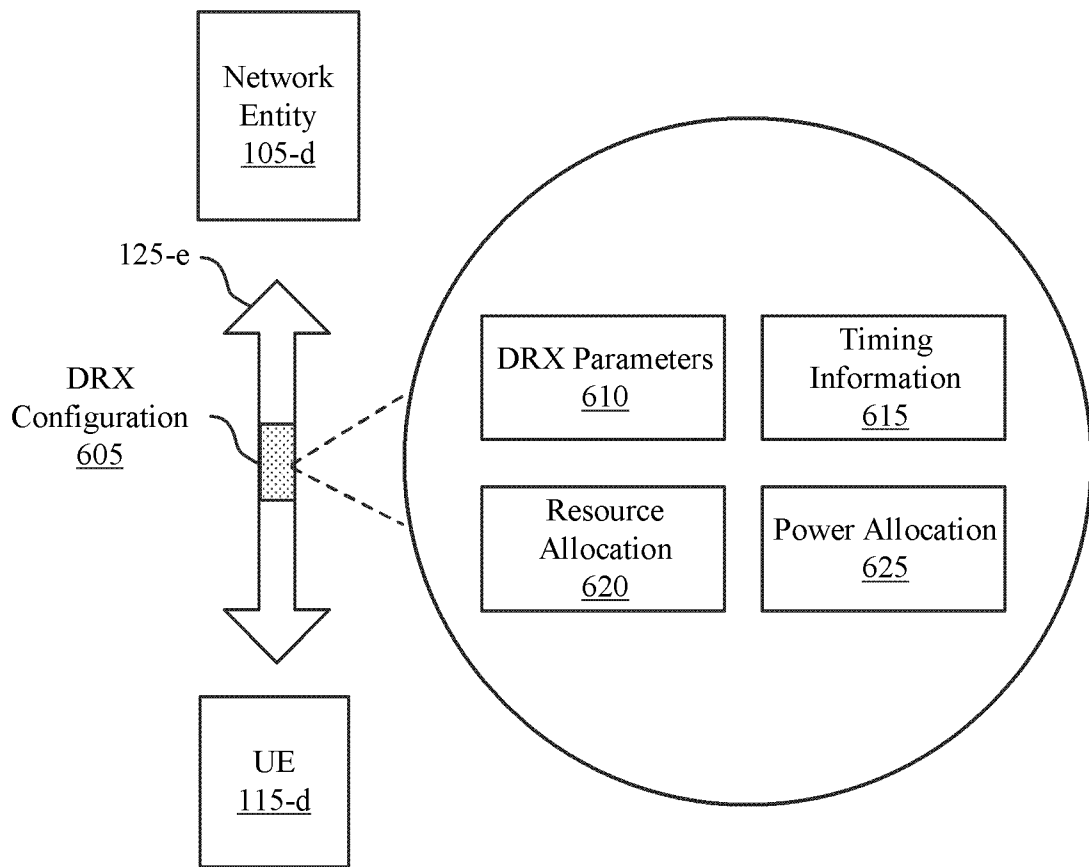 Network
Entity
105-d
125-e
DRX
Configuration
605
DRX Parameters
610
Timing
Information
615
Resource
Allocation
620
Power Allocation
625
UE
115-d